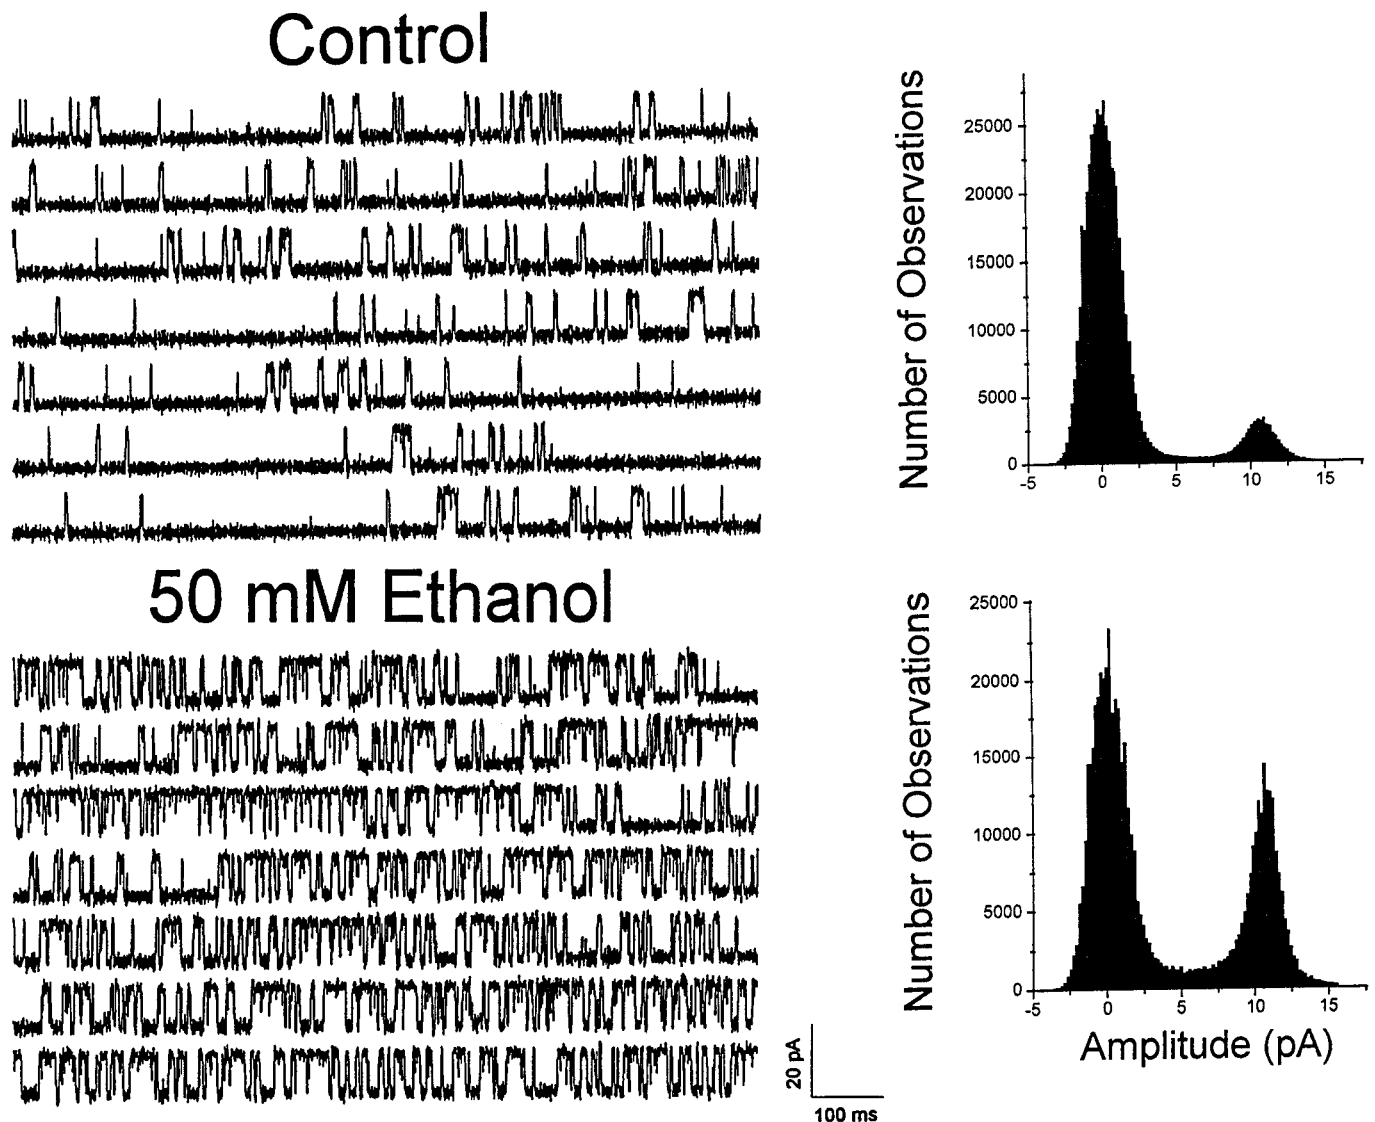 Control
Number of Observations
25000
20000
15000
10000
5000
0
-5 0 5 10 15
50 mM Ethanol
Number of Observations
25000
20000
15000
10000
5000
0
-5 0 5 10 15
Amplitude (pA)
20 pA
100 ms